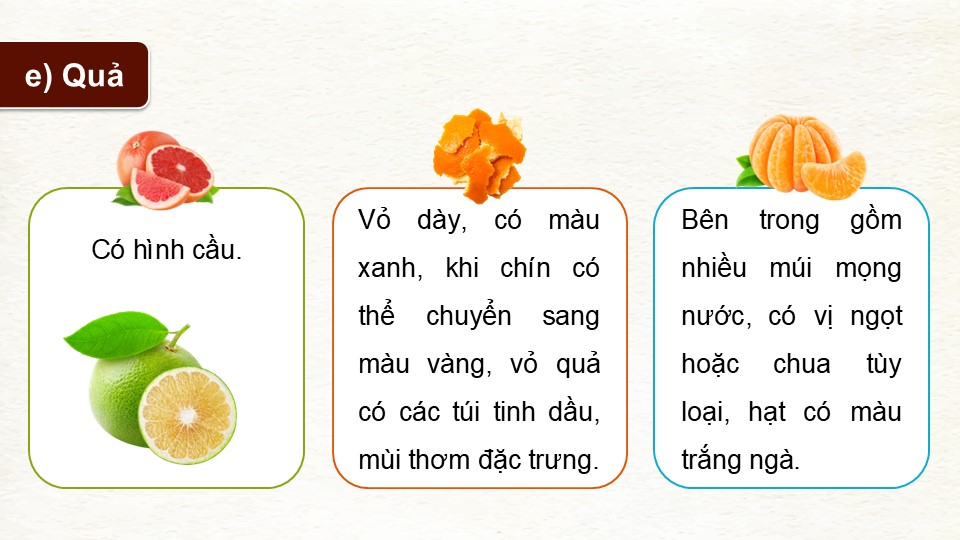 e) Quả
Có hình cầu.
Vỏ dày, có màu
xanh, khi chín có
thể chuyển sang
màu vàng, vỏ quả
có các túi tinh dầu,
mùi thơm đặc trưng.
Bên trong gồm
nhiều múi mọng
nước, có vị ngọt
hoặc chua tùy
loại, hạt có màu
trắng ngà.